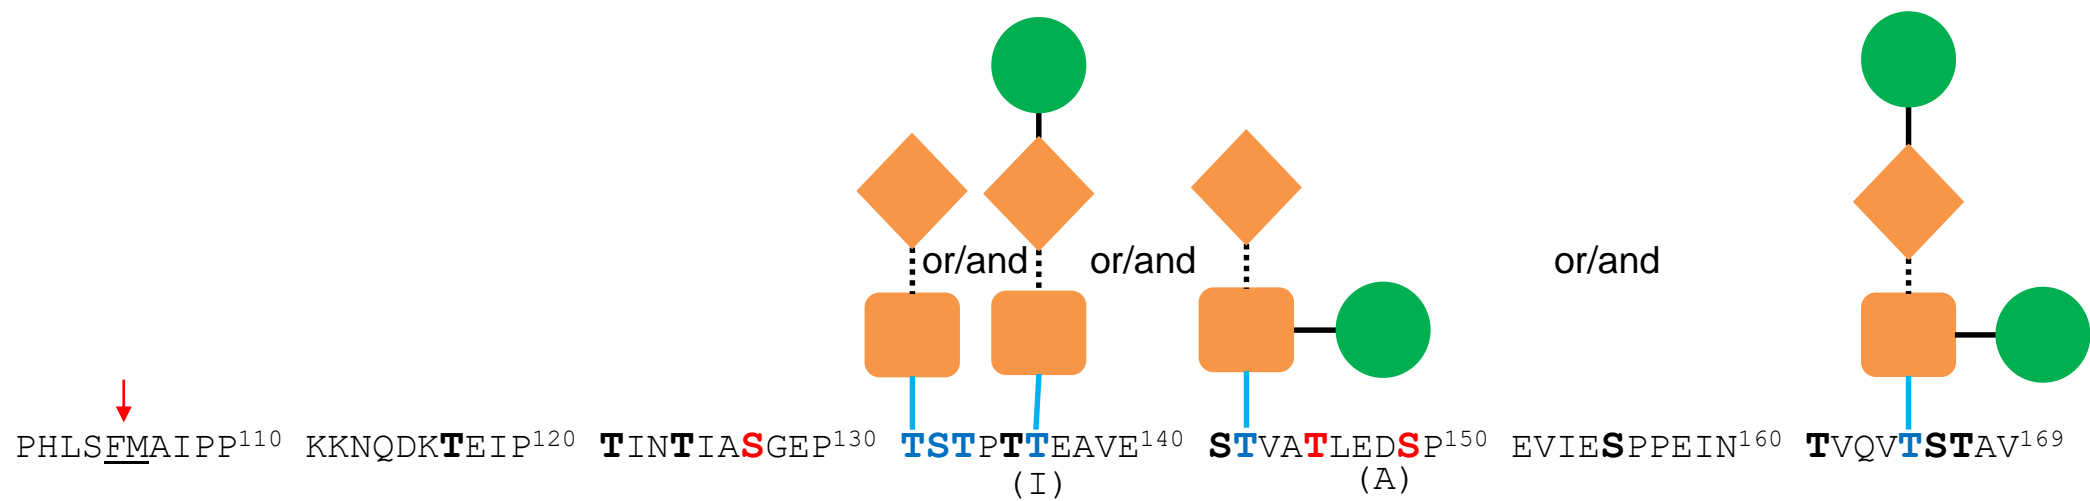 or/and or/and or/and
PHLSFMAIPP110 KKNQDKTEIP120 TINTIASGEP130 TSTPTTEAVE140 STVATLEDSP150 EVIESPPEIN160 TVQVTSTAV169
(I) (A)